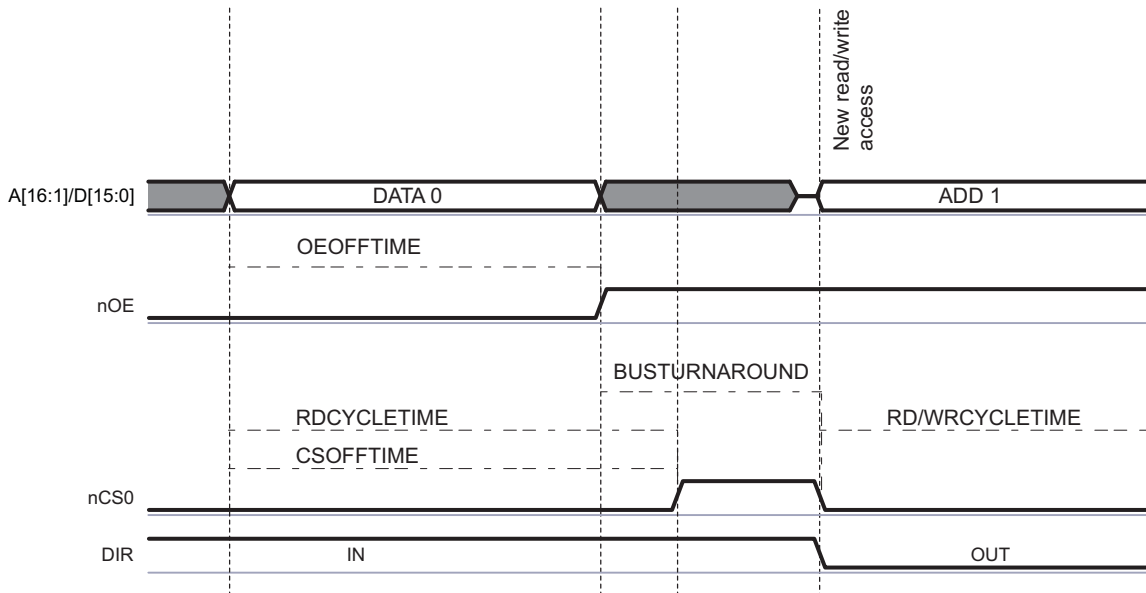 New read/write
access
A[16:1]/D[15:0]
DATA 0
ADD 1
OEOFFTIME
nOE
BUSTURNAROUND
RDCYCLETIME
RD/WRCYCLETIME
CSOFFTIME
nCS0
DIR
IN
OUT